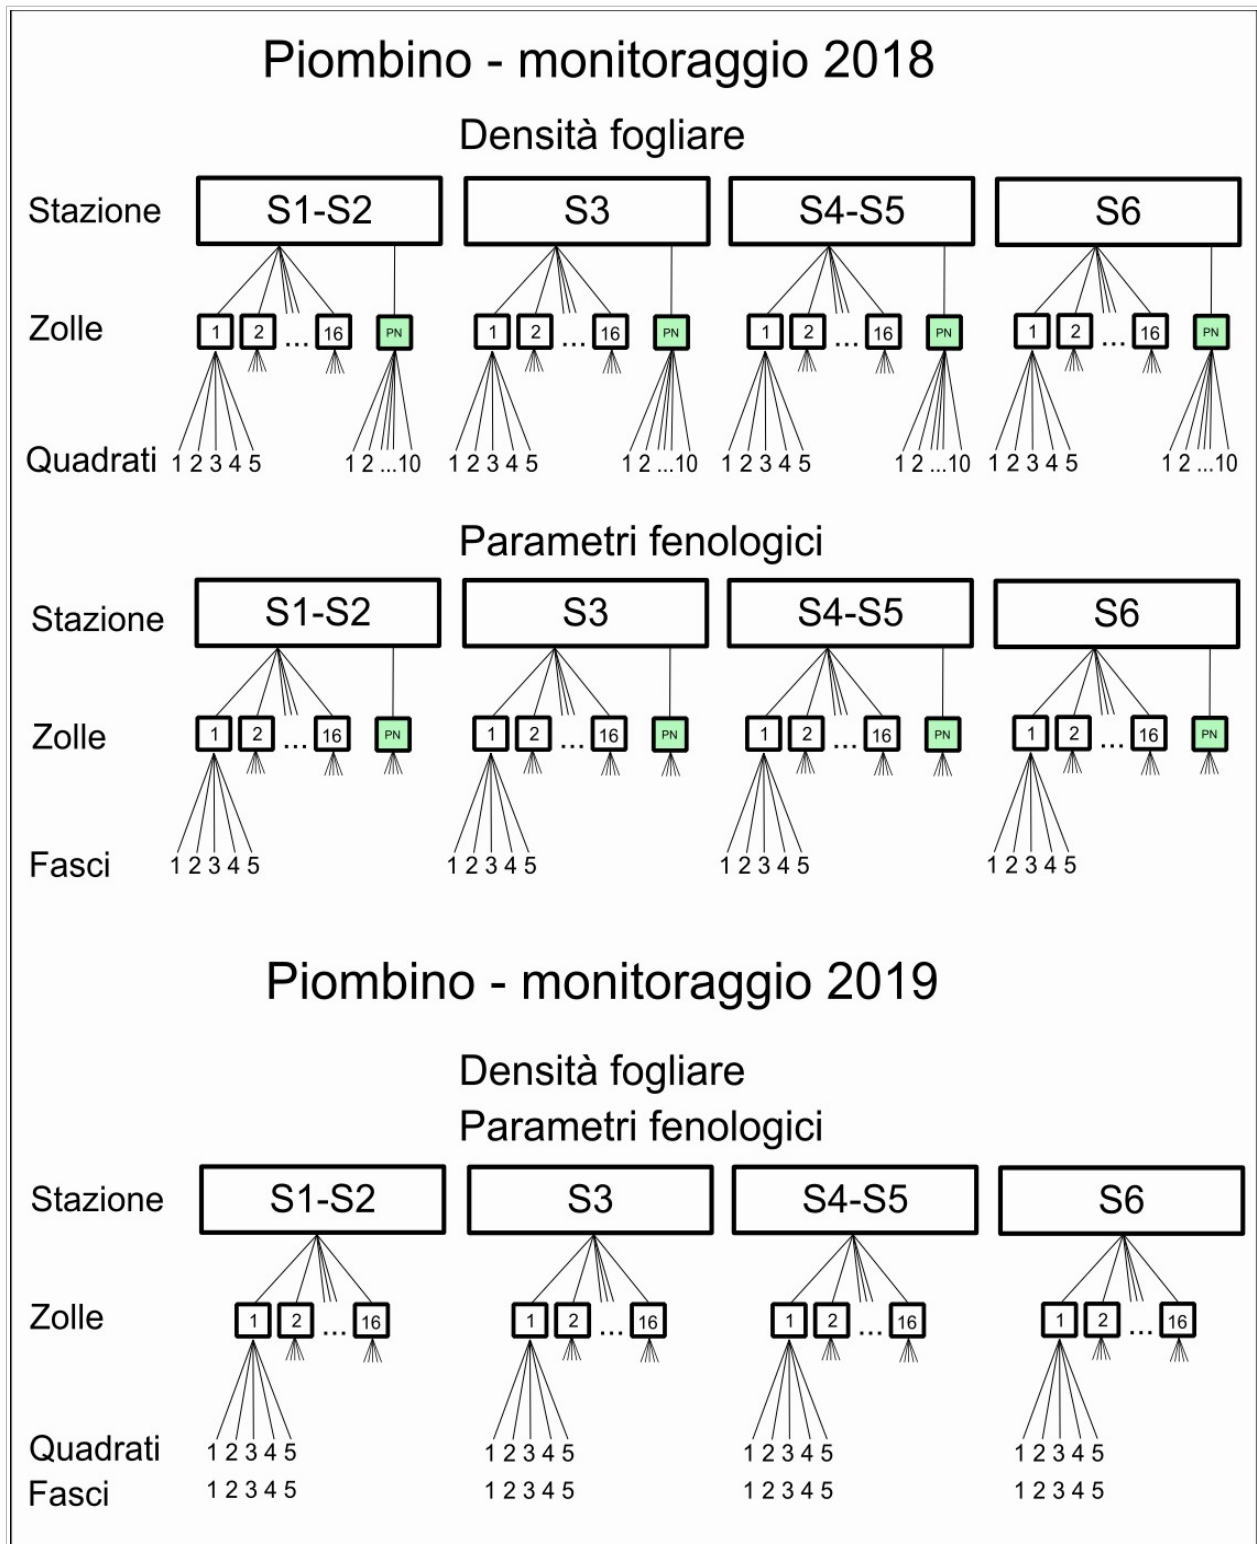 Piombino - monitoraggio 2018
Densità fogliare
Stazione S1-S2 S3 S4-S5 S6
Zolle 1 2 ... 16 PN 1 2 ... 16 PN 1 2 ... 16 PN 1 2 ... 16 PN
Quadrati 1 2 3 4 5 1 2 ...10 1 2 3 4 5 1 2 ...10 1 2 3 4 5 1 2 ...10 1 2 3 4 5 1 2 ...10
Parametri fenologici
Stazione S1-S2 S3 S4-S5 S6
Zolle 1 2 ... 16 PN 1 2 ... 16 PN 1 2 ... 16 PN 1 2 ... 16 PN
Fasci 1 2 3 4 5 1 2 3 4 5 1 2 3 4 5 1 2 3 4 5
Piombino - monitoraggio 2019
Densità fogliare
Parametri fenologici
Stazione S1-S2 S3 S4-S5 S6
Zolle 1 2 ... 16 1 2 ... 16 1 2 ... 16 1 2 ... 16
Quadrati 1 2 3 4 5 1 2 3 4 5 1 2 3 4 5 1 2 3 4 5
Fasci 1 2 3 4 5 1 2 3 4 5 1 2 3 4 5 1 2 3 4 5